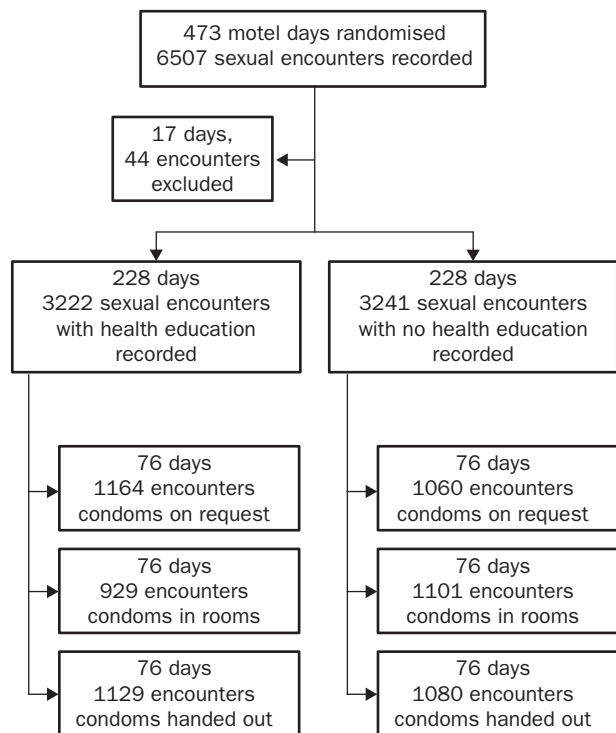 473 motel days randomised
6507 sexual encounters recorded
17 days,
44 encounters
excluded
228 days
3222 sexual encounters
with health education
recorded
228 days
3241 sexual encounters
with no health education
recorded
76 days
1164 encounters
condoms on request
76 days
1060 encounters
condoms on request
76 days
929 encounters
condoms in rooms
76 days
1101 encounters
condoms in rooms
76 days
1129 encounters
condoms handed out
76 days
1080 encounters
condoms handed out